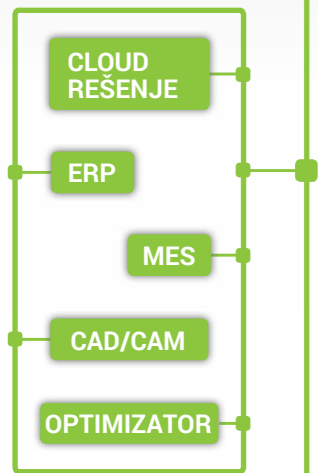 CLOUD
REŠENJE
ERP
MES
CAD/CAM
OPTIMIZATOR